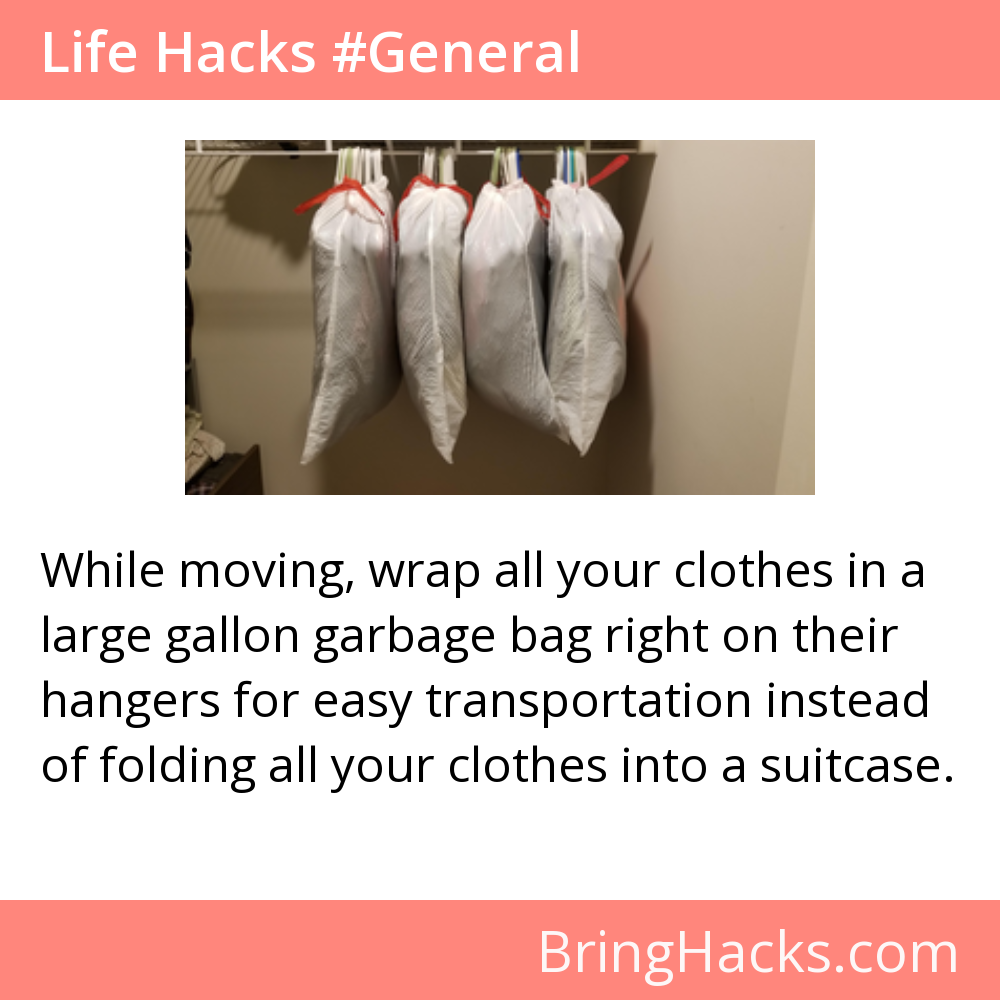 Life Hacks #General
While moving, wrap all your clothes in a
large gallon garbage bag right on their
hangers for easy transportation instead
of folding all your clothes into a suitcase.
BringHacks.com